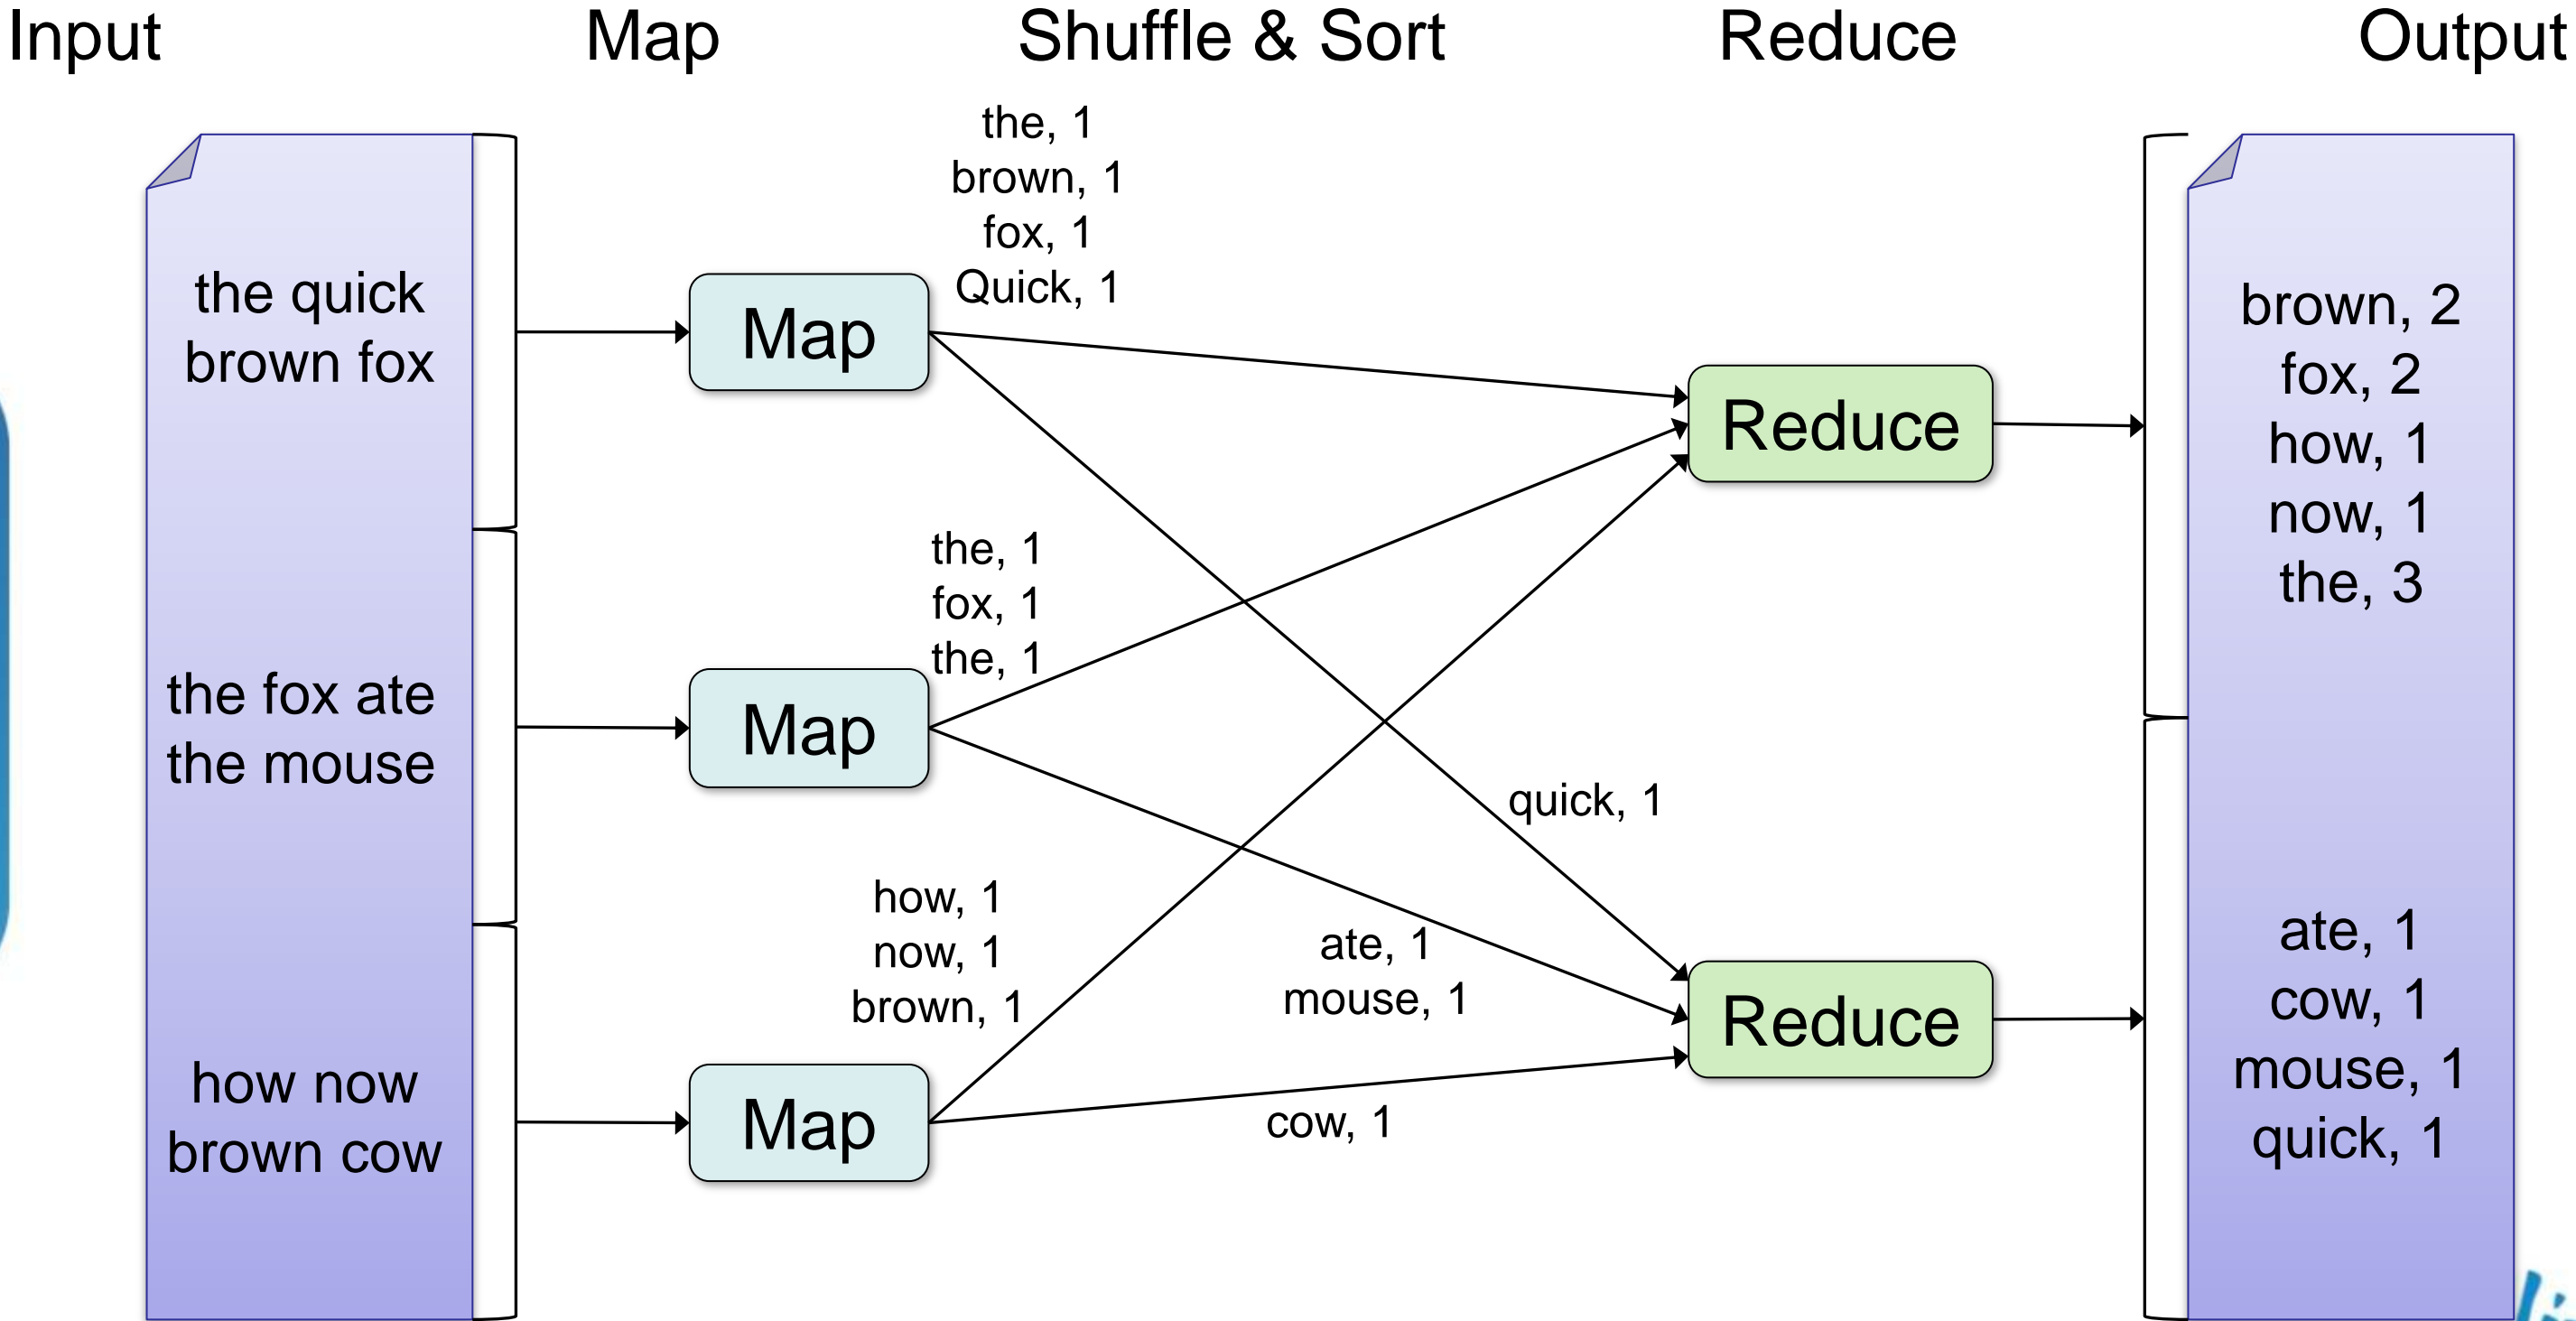 Input
Map
Shuffle & Sort
Reduce
Output
the quick
brown fox
the fox ate
the mouse
how now
brown cow
Map
Map
Map
the, 1
brown, 1
fox, 1
Quick, 1
the, 1
fox, 1
the, 1
how, 1
now, 1
brown, 1
quick, 1
ate, 1
mouse, 1
cow, 1
Reduce
Reduce
brown, 2
fox, 2
how, 1
now, 1
the, 3
ate, 1
cow, 1
mouse, 1
quick, 1